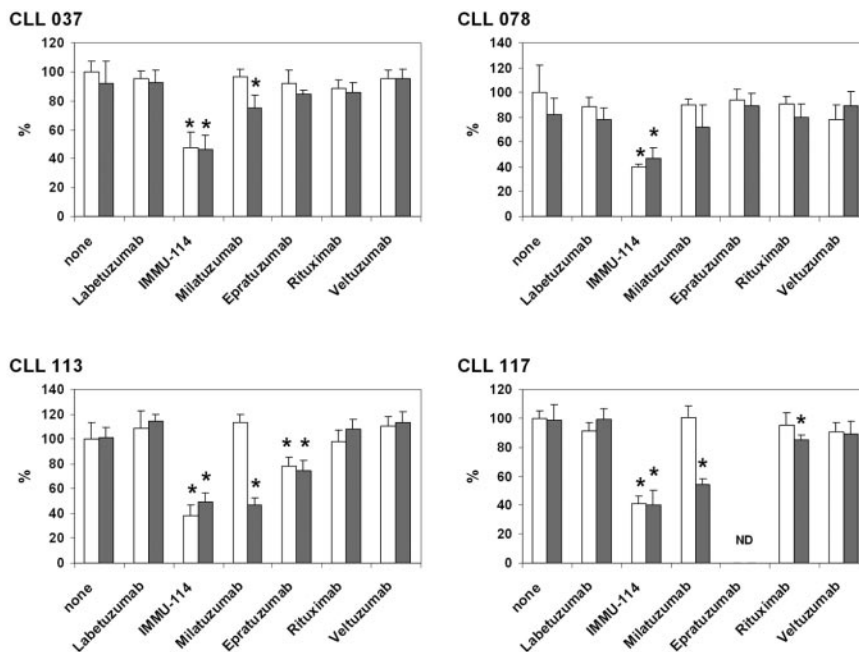 CLL 037
120
100
80
60
40
20
0
%
* * *
none
Labetuzumab
IMMU-114
Milatuzumab
Epratuzumab
Rituximab
Veltuzumab
CLL 078
140
120
100
80
60
40
20
0
%
* *
none
Labetuzumab
IMMU-114
Milatuzumab
Epratuzumab
Rituximab
Veltuzumab
CLL 113
140
120
100
80
60
40
20
0
%
* * * * *
none
Labetuzumab
IMMU-114
Milatuzumab
Epratuzumab
Rituximab
Veltuzumab
CLL 117
120
100
80
60
40
20
0
%
* * * *
ND
none
Labetuzumab
IMMU-114
Milatuzumab
Epratuzumab
Rituximab
Veltuzumab